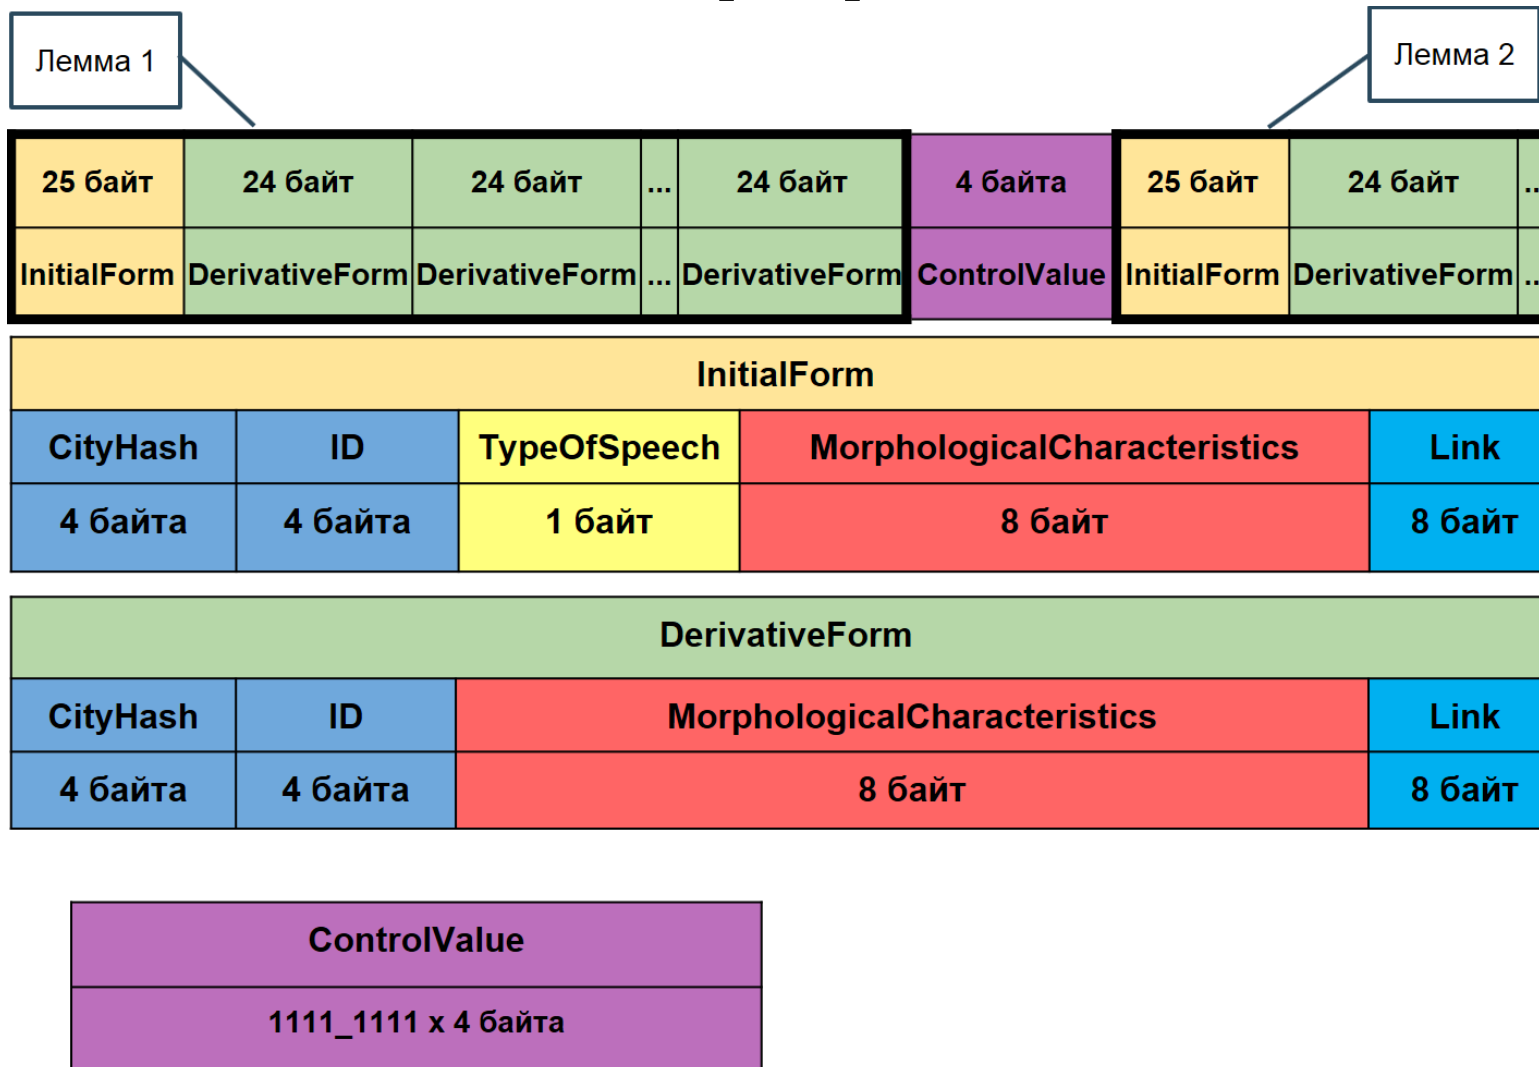 Лемма 1
Лемма 2
25 байт 24 байт 24 байт ... 24 байт 4 байта 25 байт 24 байт ..
InitialForm DerivativeForm DerivativeForm ... DerivativeForm ControlValue InitialForm DerivativeForm ..
InitialForm
CityHash ID TypeOfSpeech MorphologicalCharacteristics Link
4 байта 4 байта 1 байт 8 байт 8 байт
DerivativeForm
CityHash ID MorphologicalCharacteristics Link
4 байта 4 байта 8 байт 8 байт
ControlValue
1111_1111 x 4 байта